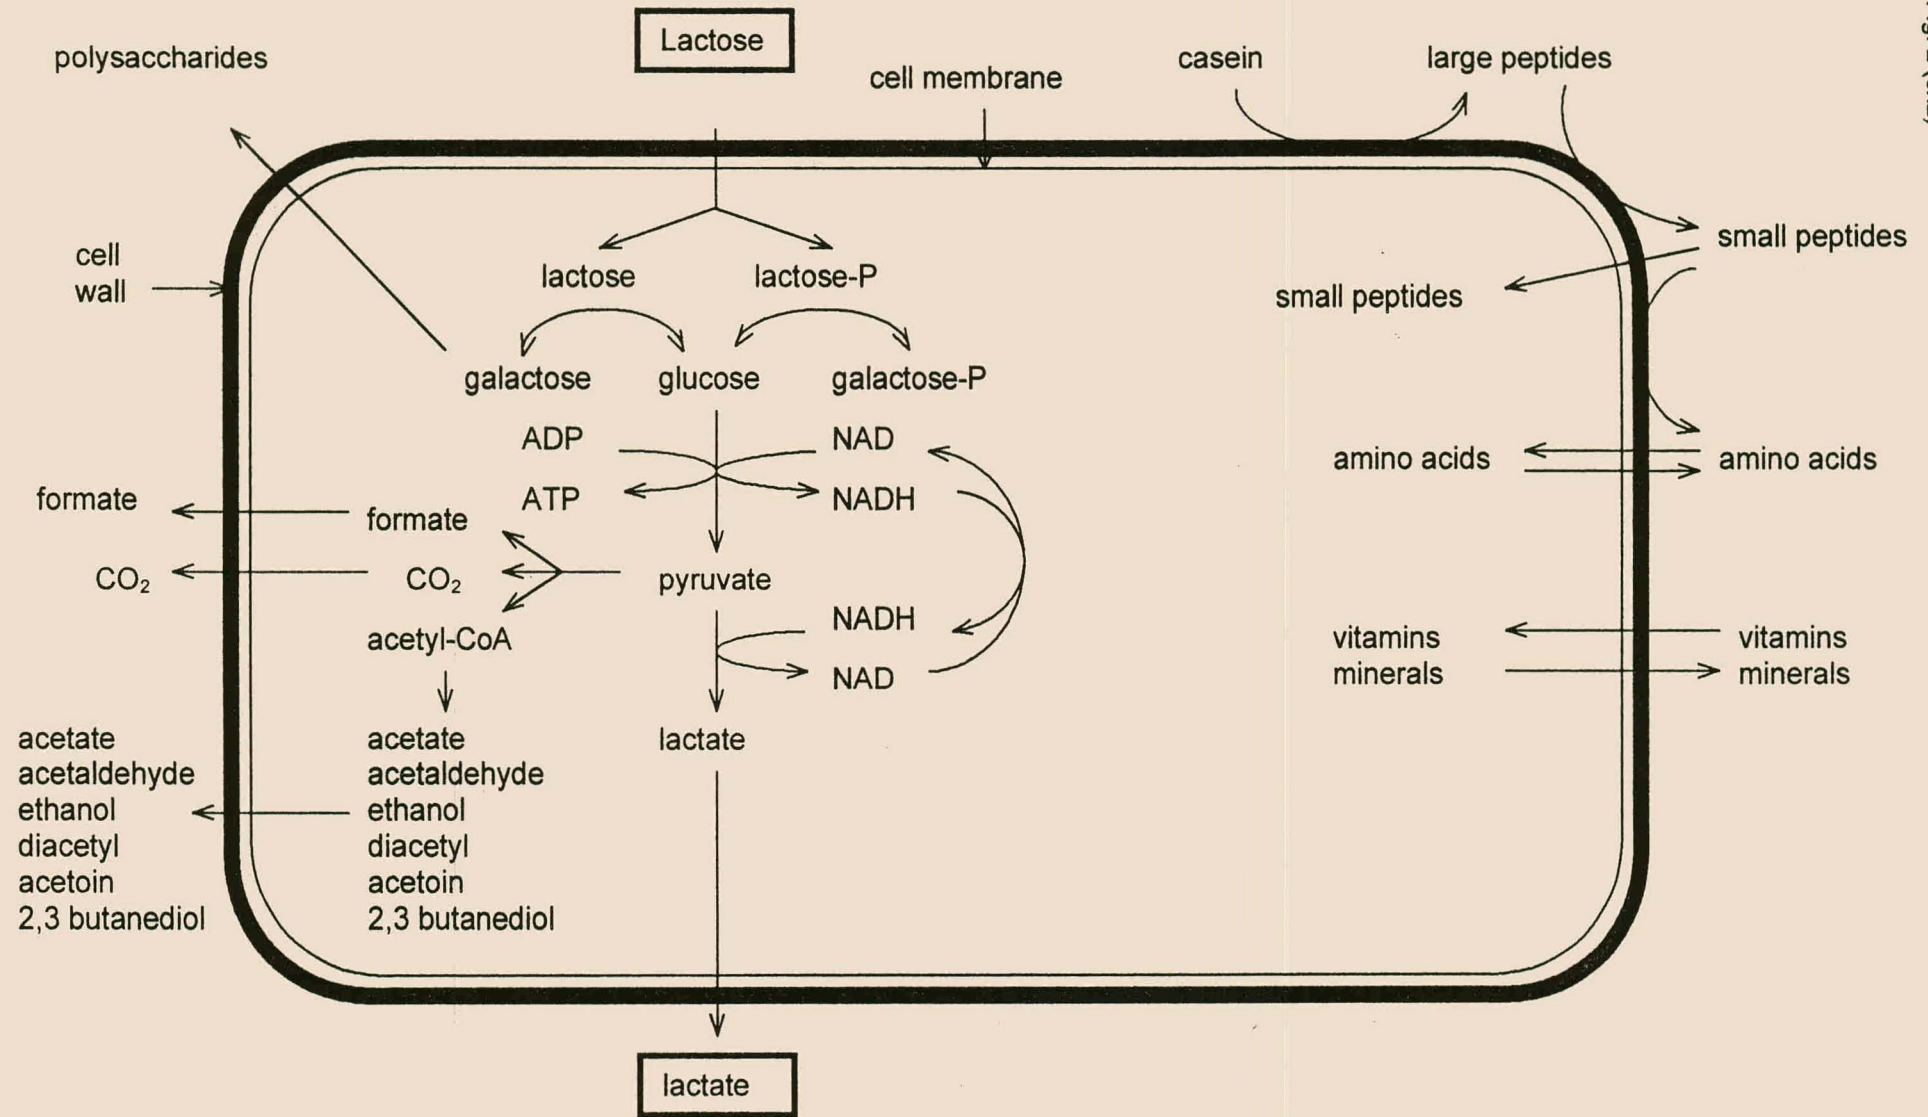 Lactose
polysaccharides
cell membrane
casein
large peptides
cell
wall
lactose
lactose-P
small peptides
small peptides
galactose
glucose
galactose-P
ADP
NAD
ATP
NADH
amino acids
amino acids
formate
formate
CO₂
CO₂
pyruvate
acetyl-CoA
NADH
NAD
vitamins
minerals
vitamins
minerals
acetate
acetaldehyde
ethanol
diacetyl
acetoin
2,3 butanediol
acetate
acetaldehyde
ethanol
diacetyl
acetoin
2,3 butanediol
lactate
lactate